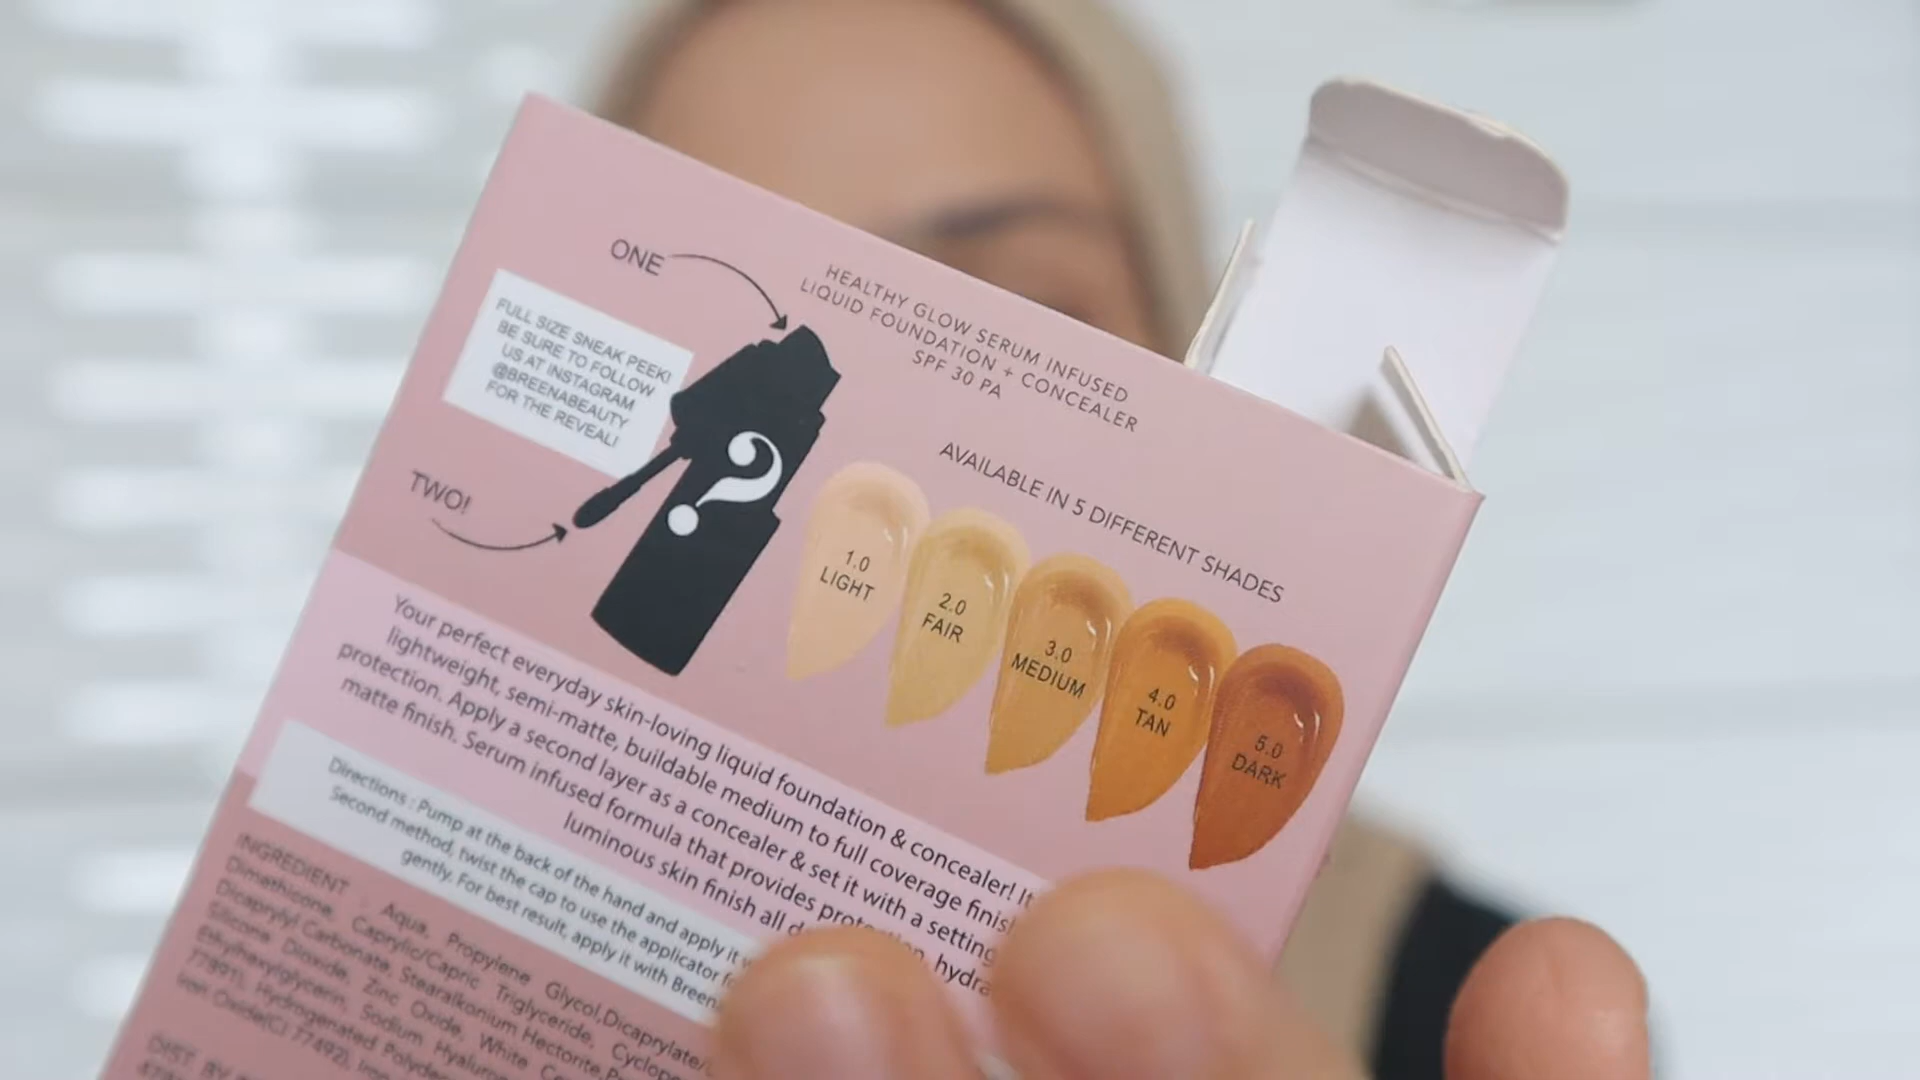 ONE
HEALTHY GLOW SERUM INFUSED
LIQUID FOUNDATION + CONCEALER
SPF 30 PA
FULL SIZE SNEAK PEEK!
BE SURE TO FOLLOW
US AT INSTAGRAM
@BREENABEAUTY
FOR THE REVEAL!
?
TWO!
AVAILABLE IN 5 DIFFERENT SHADES
1.0
LIGHT
2.0
FAIR
3.0
MEDIUM
4.0
TAN
5.0
DARK
Your perfect everyday skin-loving liquid foundation & concealer! It
lightweight, semi-matte, buildable medium to full coverage
protection. Apply a second layer as a concealer & set it with a setting
matte finish. Serum infused formula that provides hydra
luminous skin finish all
Directions : Pump at the back of the hand and apply it
Second method, twist the cap to use the applicator
gently. For best result, apply it with
INGREDIENT : Aqua, Propylene Glycol,
Dimethicone, Caprylic/Capric Triglyceride,
Dicaprylyl Carbonate, Stearalkonium Hectorite,
Silicone Dioxide, Zinc Oxide, White
Ethylhexylglycerin, Sodium
77891), Hydrogenated
Iron Oxide(CI 77492), Iron
DIST BY